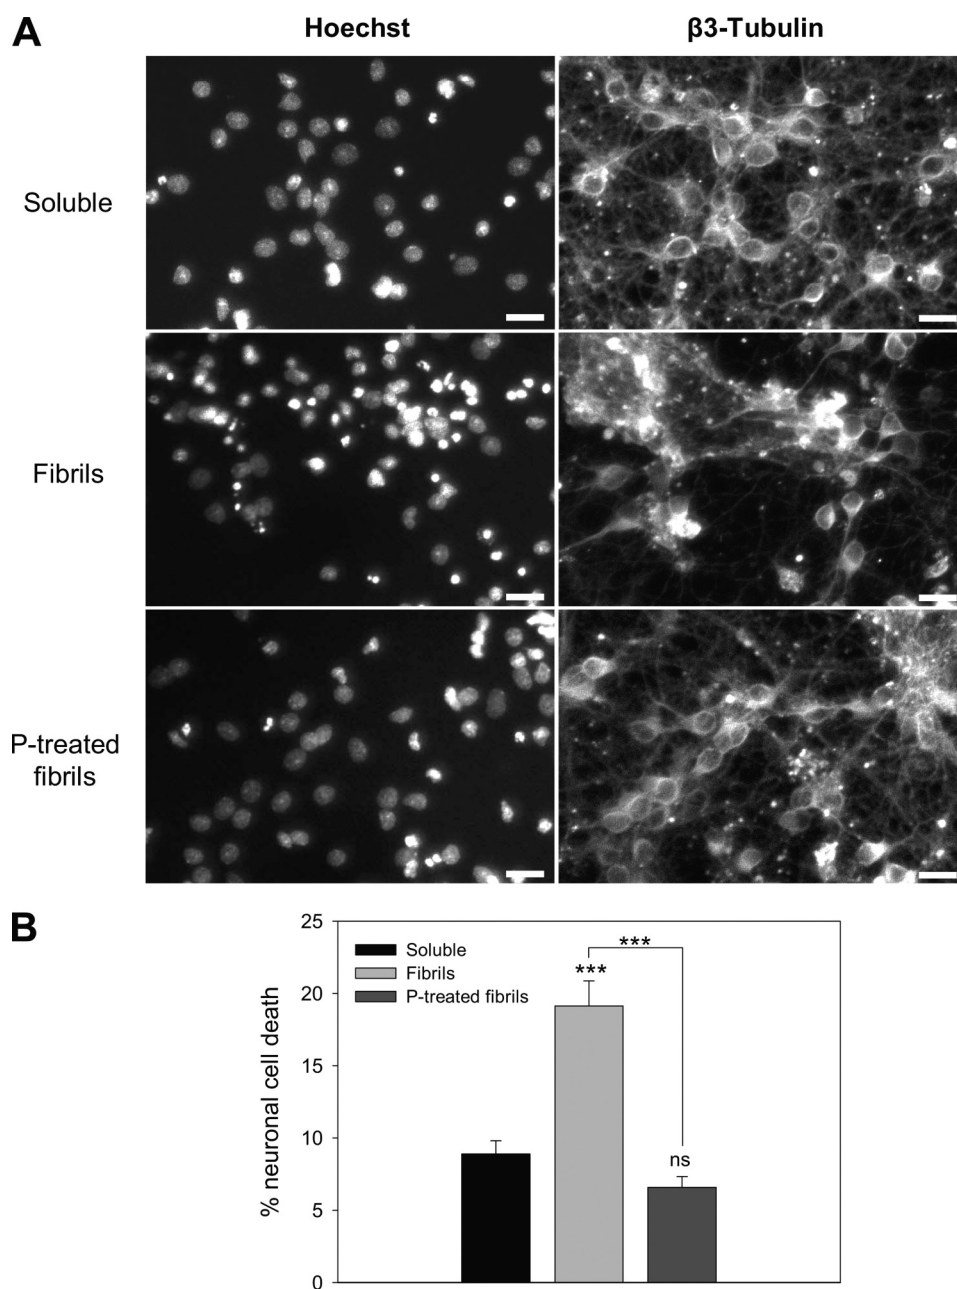 A
Hoechst
β3-Tubulin
Soluble
Fibrils
P-treated
fibrils
B
% neuronal cell death
25
20
15
10
5
0
Soluble
Fibrils
P-treated fibrils
***
***
ns